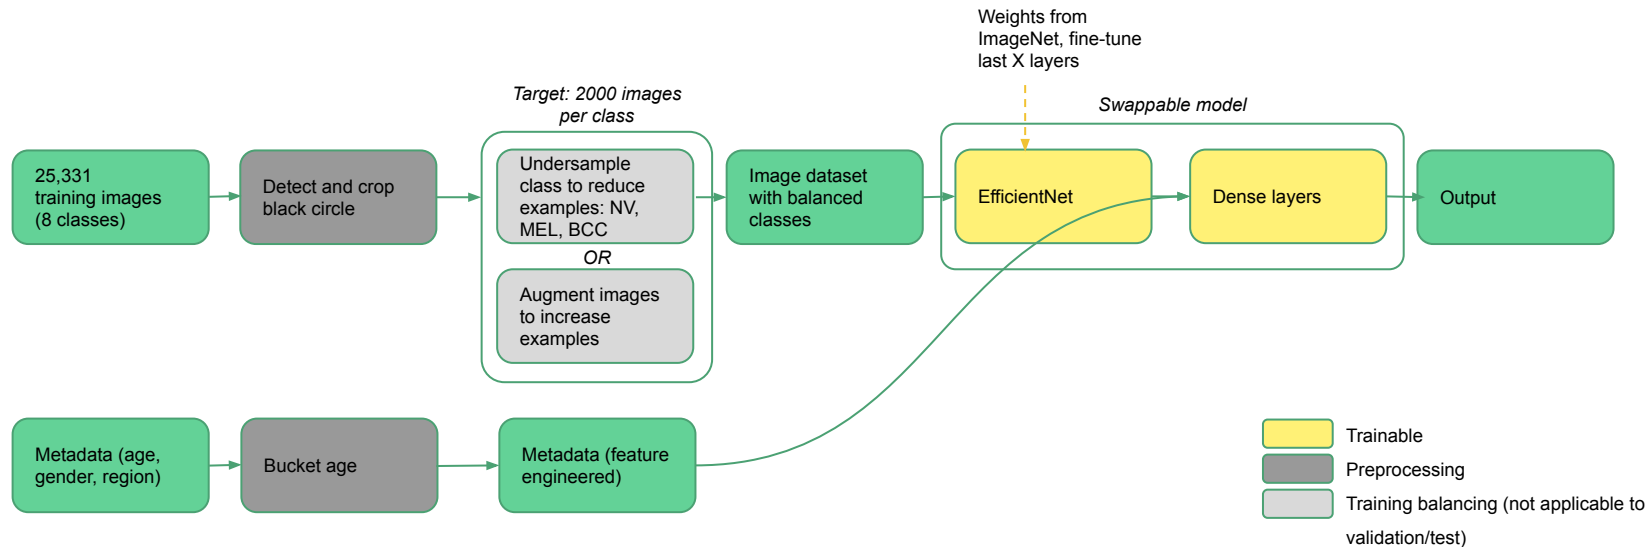 Weights from
ImageNet, fine-tune
last X layers
Target: 2000 images
per class
Swappable model
25,331
training images
(8 classes)
Detect and crop
black circle
Undersample
class to reduce
examples: NV,
MEL, BCC
OR
Augment images
to increase
examples
Image dataset
with balanced
classes
EfficientNet
Dense layers
Output
Metadata (age,
gender, region)
Bucket age
Metadata (feature
engineered)
Trainable
Preprocessing
Training balancing (not applicable to
validation/test)